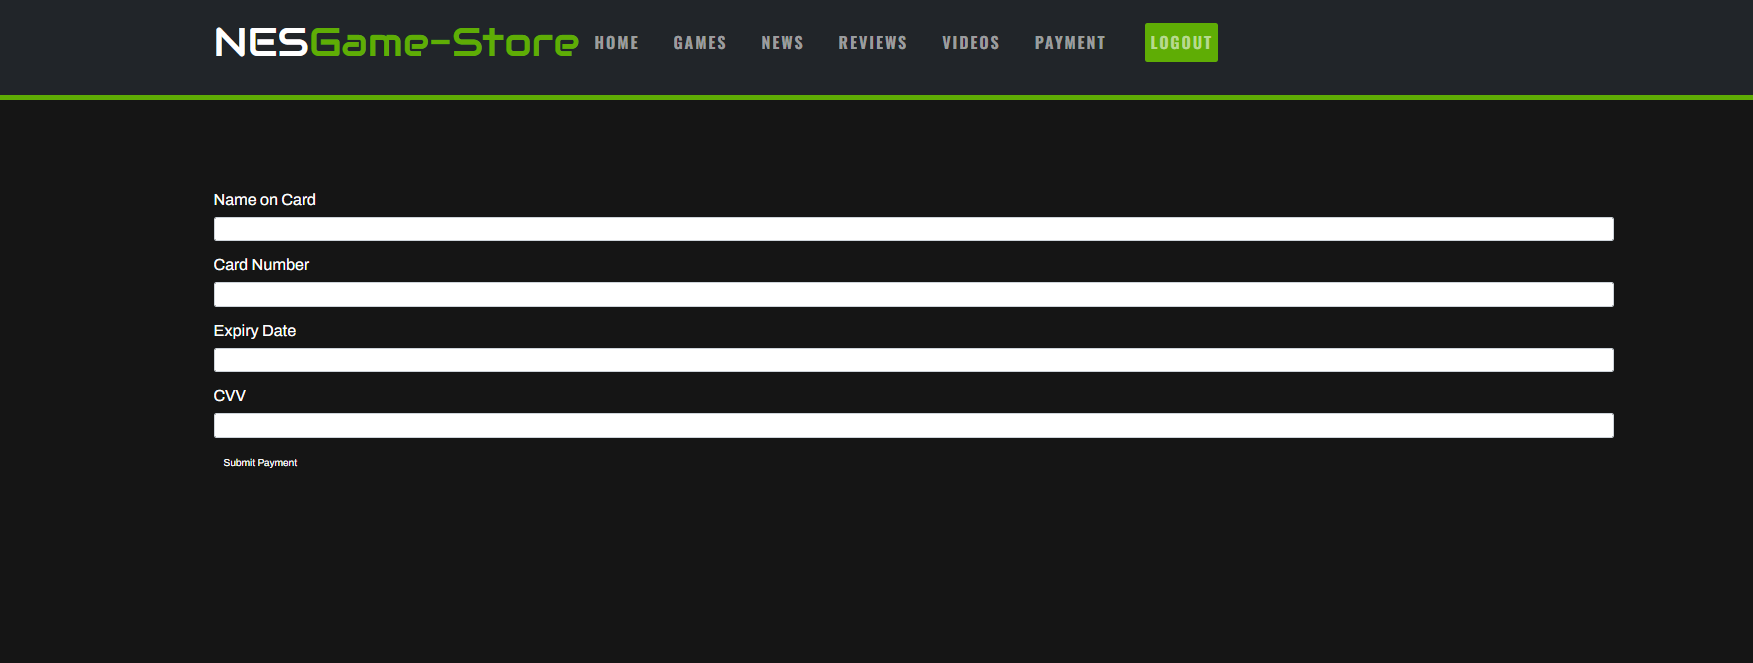 NESGame-Store HOME GAMES NEWS REVIEWS VIDEOS PAYMENT LOGOUT
Name on Card
Card Number
Expiry Date
CVV
Submit Payment